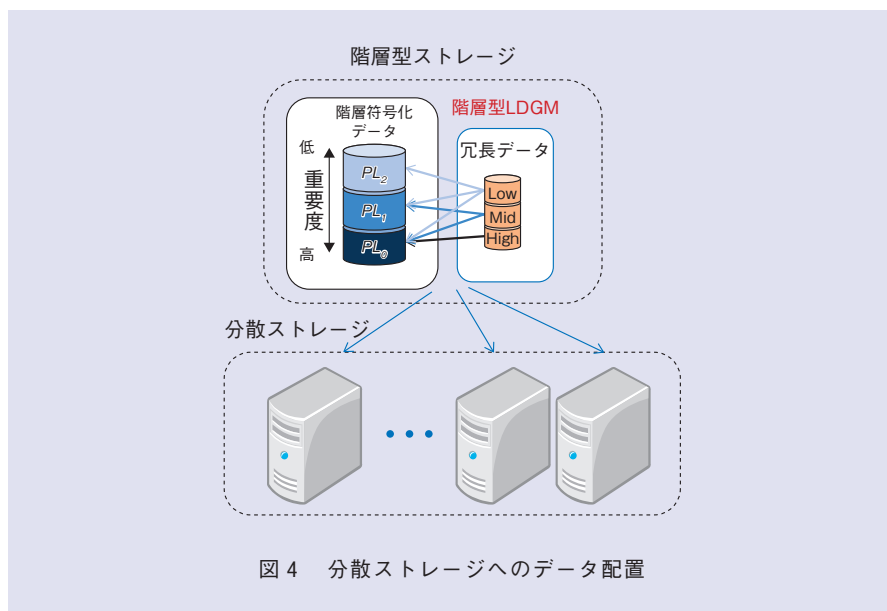 階層型ストレージ
階層符号化
データ
低
重要度
高
PL2
PL1
PL0
階層型LDGM
冗長データ
Low
Mid
High
分散ストレージ
図4 分散ストレージへのデータ配置